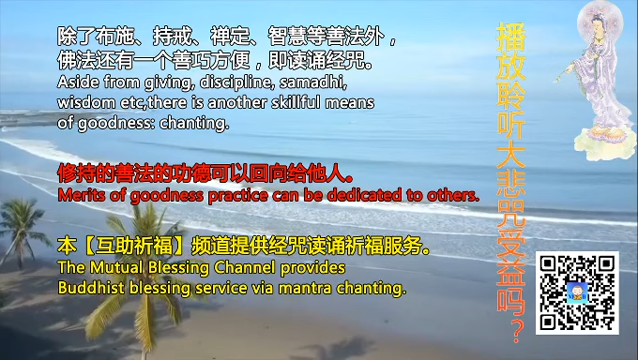 除了布施、持戒、禅定、智慧等善法外，
佛法还有一个善巧方便，即读诵经咒。
Aside from giving, discipline, samadhi,
wisdom etc,there is another skillful means
of goodness: chanting.
修持的善法的功德可以回向给他人。
Merits of goodness practice can be dedicated to others.
本【互助祈福】频道提供经咒读诵祈福服务。
The Mutual Blessing Channel provides
Buddhist blessing service via mantra chanting.
播放聆听大悲咒受益吗？